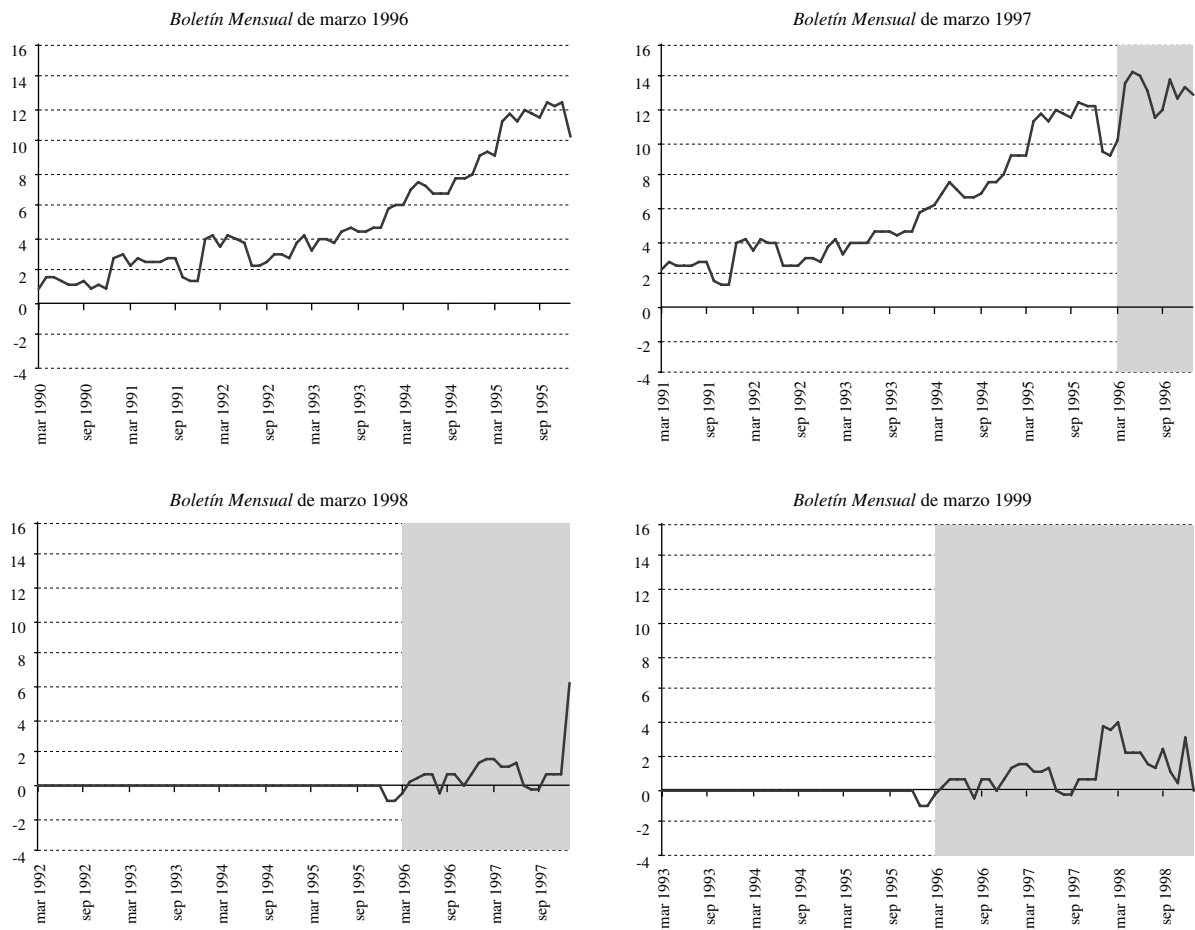 Boletín Mensual de marzo 1996
16
14
12
10
8
6
4
2
0
-2
-4
mar 1990
sep 1990
mar 1991
sep 1991
mar 1992
sep 1992
mar 1993
sep 1993
mar 1994
sep 1994
mar 1995
sep 1995
Boletín Mensual de marzo 1997
16
14
12
10
8
6
4
2
0
-2
-4
mar 1991
sep 1991
mar 1992
sep 1992
mar 1993
sep 1993
mar 1994
sep 1994
mar 1995
sep 1995
mar 1996
sep 1996
Boletín Mensual de marzo 1998
16
14
12
10
8
6
4
2
0
-2
-4
mar 1992
sep 1992
mar 1993
sep 1993
mar 1994
sep 1994
mar 1995
sep 1995
mar 1996
sep 1996
mar 1997
sep 1997
Boletín Mensual de marzo 1999
16
14
12
10
8
6
4
2
0
-2
-4
mar 1993
sep 1993
mar 1994
sep 1994
mar 1995
sep 1995
mar 1996
sep 1996
mar 1997
sep 1997
mar 1998
sep 1998